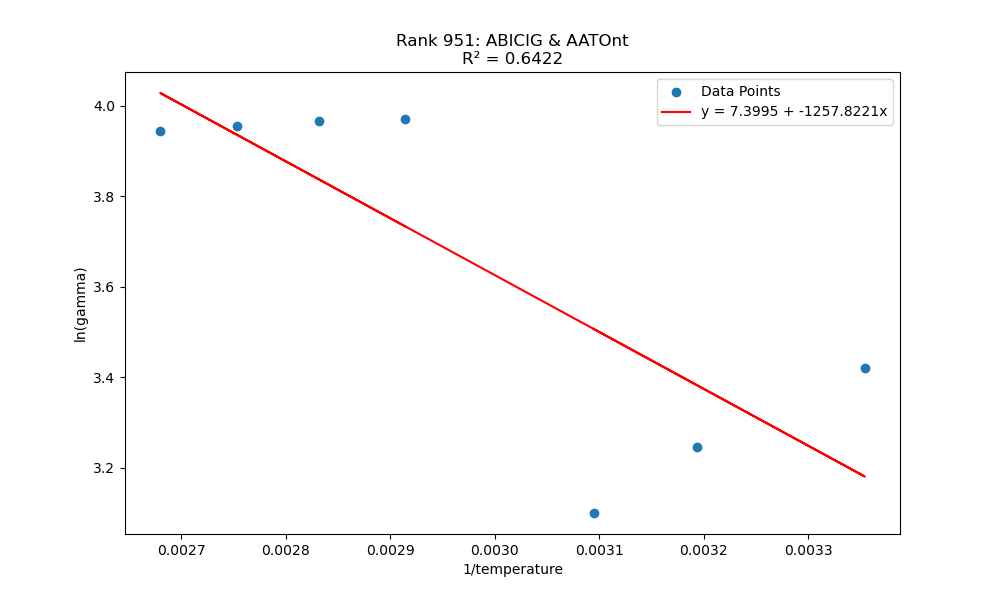 Rank 951: ABICIG & AATOnt
R² = 0.6422
Data Points
y = 7.3995 + -1257.8221x
ln(gamma)
4.0
3.8
3.6
3.4
3.2
0.0027 0.0028 0.0029 0.0030 0.0031 0.0032 0.0033
1/temperature